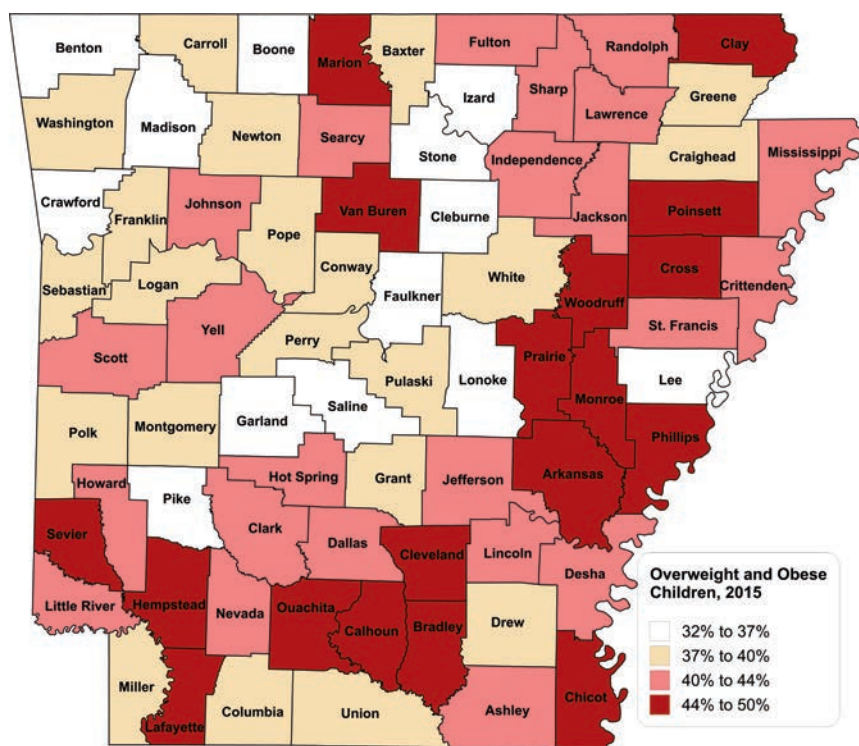 Benton
Carroll
Boone
Marion
Baxter
Fulton
Randolph
Clay
Izard
Sharp
Lawrence
Greene
Washington
Madison
Newton
Searcy
Stone
Independence
Craighead
Mississippi
Crawford
Franklin
Johnson
Pope
Van Buren
Cleburne
Jackson
Poinsett
Sebastian
Logan
Conway
Faulkner
White
Woodruff
Cross
Crittenden
Scott
Yell
Perry
Pulaski
Lonoke
Prairie
St. Francis
Lee
Monroe
Polk
Montgomery
Garland
Saline
Phillips
Howard
Pike
Hot Spring
Grant
Jefferson
Arkansas
Sevier
Clark
Dallas
Cleveland
Lincoln
Desha
Little River
Hempstead
Nevada
Ouachita
Calhoun
Bradley
Drew
Miller
Lafayette
Columbia
Union
Ashley
Chicot
Overweight and Obese
Children, 2015
32% to 37%
37% to 40%
40% to 44%
44% to 50%